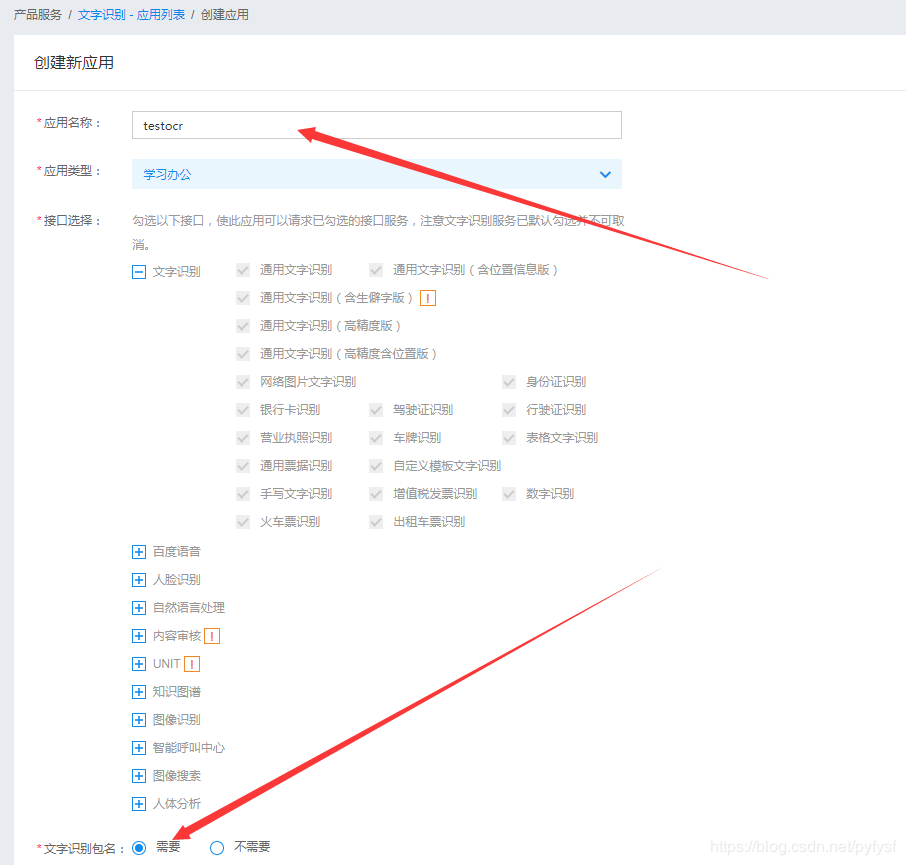 产品服务 / 文字识别 - 应用列表 / 创建应用
创建新应用
*应用名称： testocr
*应用类型： 学习办公
*接口选择： 勾选以下接口，使此应用可以请求已勾选的接口服务，注意文字识别服务已默认勾选并不可取
消。
文字识别 通用文字识别 通用文字识别（含位置信息版）
通用文字识别（含生僻字版） !
通用文字识别（高精度版）
通用文字识别（高精度含位置版）
网络图片文字识别 身份证识别
银行卡识别 驾驶证识别 行驶证识别
营业执照识别 车牌识别 表格文字识别
通用票据识别 自定义模板文字识别
手写文字识别 增值税发票识别 数字识别
火车票识别 出租车票识别
百度语音
人脸识别
自然语言处理
内容审核 !
UNIT !
知识图谱
图像识别
智能呼叫中心
图像搜索
人体分析
*文字识别包名： 需要 不需要
https://blog.csdn.net/pyfysf